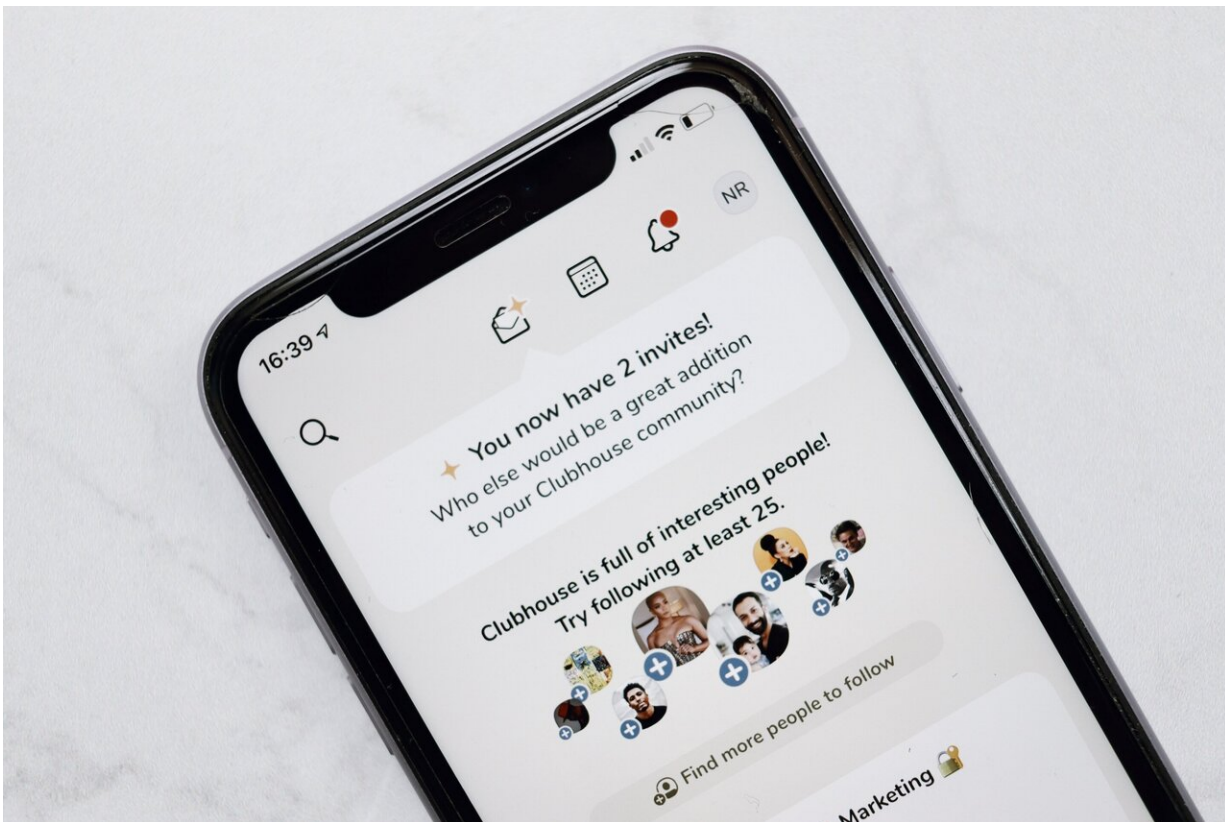 16:39
NR
You now have 2 invites!
Who else would be a great addition
to your Clubhouse community?
Clubhouse is full of interesting people!
Try following at least 25.
Find more people to follow
Marketing